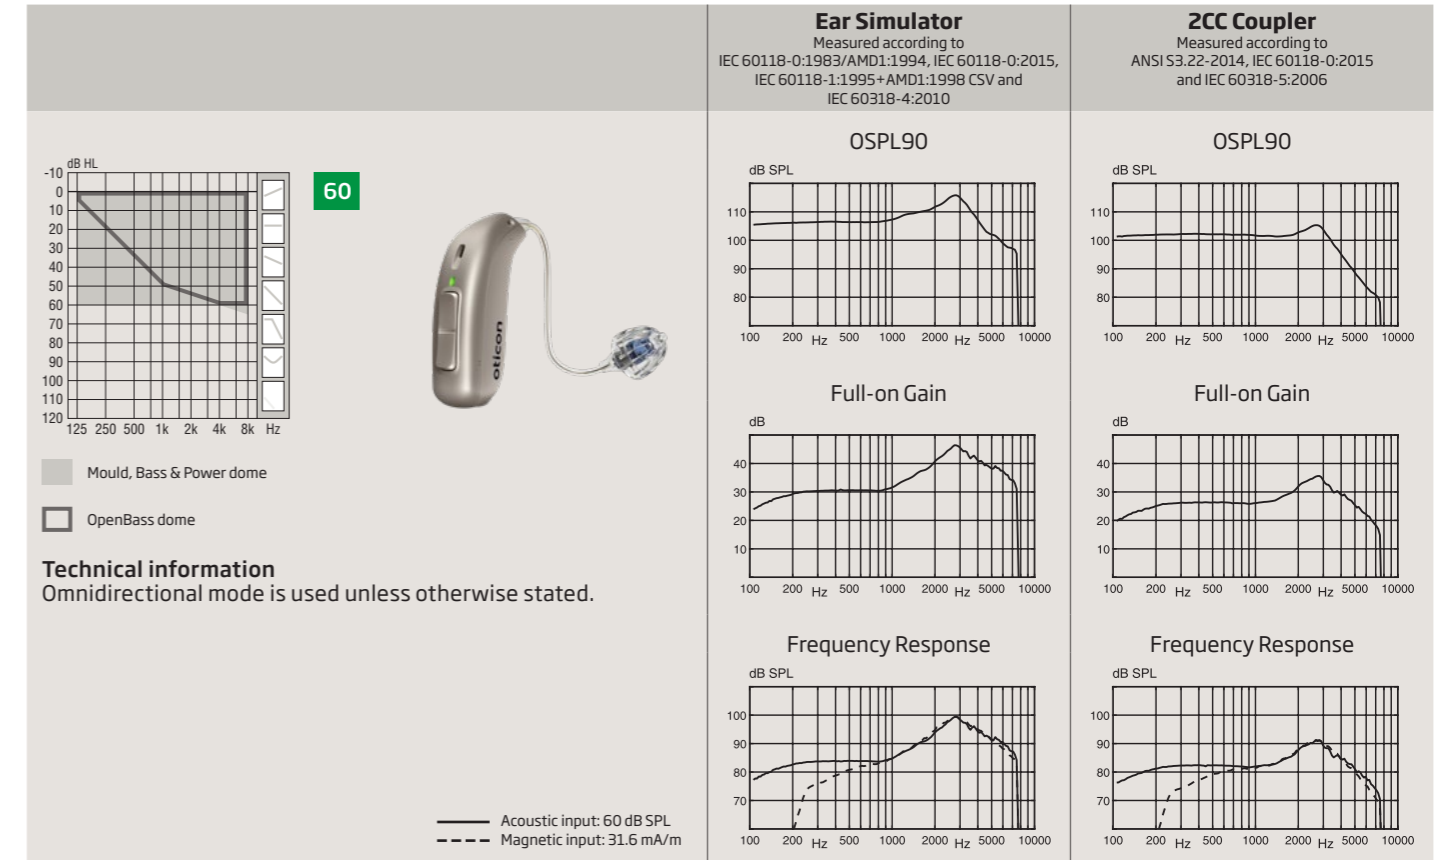 Ear Simulator
Measured according to
IEC 60118-0:1983/AMD1:1994, IEC 60118-0:2015,
IEC 60118-1:1995+AMD1:1998 CSV and
IEC 60318-4:2010
2CC Coupler
Measured according to
ANSI S3.22-2014, IEC 60118-0:2015
and IEC 60318-5:2006
dB HL
-10
0
10
20
30
40
50
60
70
80
90
100
110
120
125 250 500 1k 2k 4k 8k Hz
60
oticon
Mould, Bass & Power dome
OpenBass dome
Technical information
Omnidirectional mode is used unless otherwise stated.
Acoustic input: 60 dB SPL
Magnetic input: 31.6 mA/m
OSPL90
dB SPL
110
100
90
80
100 200 Hz 500 1000 2000 Hz 5000 10000
Full-on Gain
dB
40
30
20
10
100 200 Hz 500 1000 2000 Hz 5000 10000
Frequency Response
dB SPL
100
90
80
70
100 200 Hz 500 1000 2000 Hz 5000 10000
OSPL90
dB SPL
110
100
90
80
100 200 Hz 500 1000 2000 Hz 5000 10000
Full-on Gain
dB
40
30
20
10
100 200 Hz 500 1000 2000 Hz 5000 10000
Frequency Response
dB SPL
100
90
80
70
100 200 Hz 500 1000 2000 Hz 5000 10000